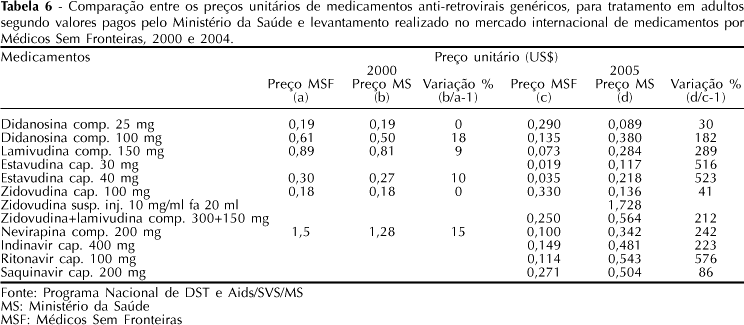 Tabela 6 - Comparação entre os preços unitários de medicamentos anti-retrovirais genéricos, para tratamento em adultos
segundo valores pagos pelo Ministério da Saúde e levantamento realizado no mercado internacional de medicamentos por
Médicos Sem Fronteiras, 2000 e 2004.
Medicamentos Preço unitário (US$)
2000 2005
Preço MSF Preço MS Variação % Preço MSF Preço MS Variação %
(a) (b) (b/a-1) (c) (d) (d/c-1)
Didanosina comp. 25 mg 0,19 0,19 0 0,290 0,089 30
Didanosina comp. 100 mg 0,61 0,50 18 0,135 0,380 182
Lamivudina comp. 150 mg 0,89 0,81 9 0,073 0,284 289
Estavudina cap. 30 mg 0,019 0,117 516
Estavudina cap. 40 mg 0,30 0,27 10 0,035 0,218 523
Zidovudina cap. 100 mg 0,18 0,18 0 0,330 0,136 41
Zidovudina susp. inj. 10 mg/ml fa 20 ml 1,728
Zidovudina+lamivudina comp. 300+150 mg 0,250 0,564 212
Nevirapina comp. 200 mg 1,5 1,28 15 0,100 0,342 242
Indinavir cap. 400 mg 0,149 0,481 223
Ritonavir cap. 100 mg 0,114 0,543 576
Saquinavir cap. 200 mg 0,271 0,504 86
Fonte: Programa Nacional de DST e Aids/SVS/MS
MS: Ministério da Saúde
MSF: Médicos Sem Fronteiras